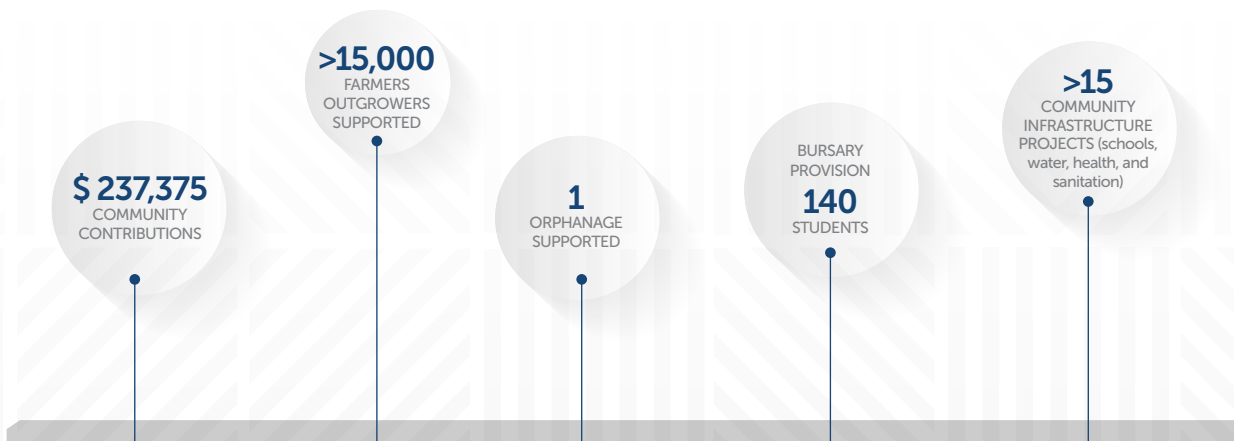 $ 237,375
COMMUNITY
CONTRIBUTIONS
>15,000
FARMERS
OUTGROWERS
SUPPORTED
1
ORPHANAGE
SUPPORTED
BURSARY
PROVISION
140
STUDENTS
>15
COMMUNITY
INFRASTRUCTURE
PROJECTS (schools,
water, health, and
sanitation)